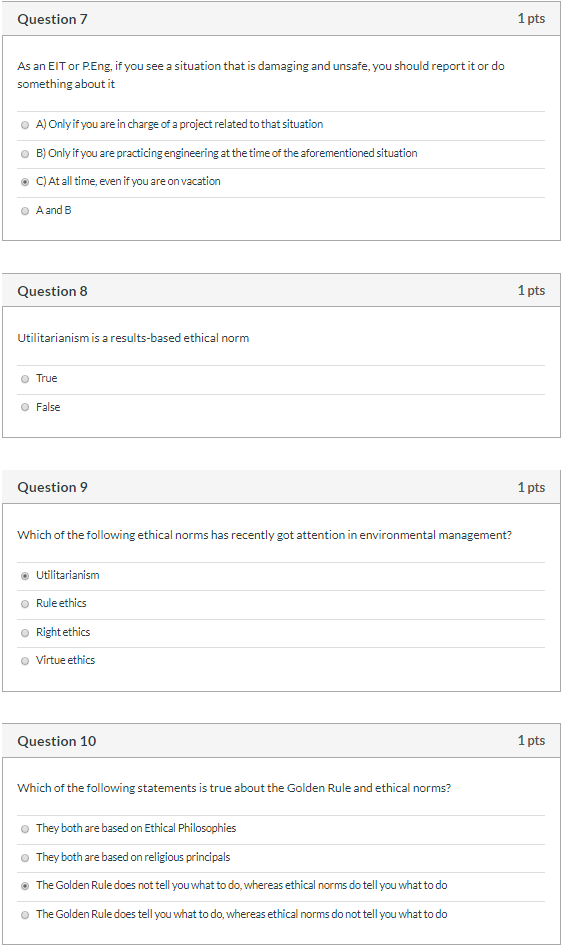 Question 7 1 pts
As an EIT or P.Eng, if you see a situation that is damaging and unsafe, you should report it or do
something about it
A) Only if you are in charge of a project related to that situation
B) Only if you are practicing engineering at the time of the aforementioned situation
C) At all time, even if you are on vacation
A and B
Question 8 1 pts
Utilitarianism is a results-based ethical norm
True
False
Question 9 1 pts
Which of the following ethical norms has recently got attention in environmental management?
Utilitarianism
Rule ethics
Right ethics
Virtue ethics
Question 10 1 pts
Which of the following statements is true about the Golden Rule and ethical norms?
They both are based on Ethical Philosophies
They both are based on religious principals
The Golden Rule does not tell you what to do, whereas ethical norms do tell you what to do
The Golden Rule does tell you what to do, whereas ethical norms do not tell you what to do